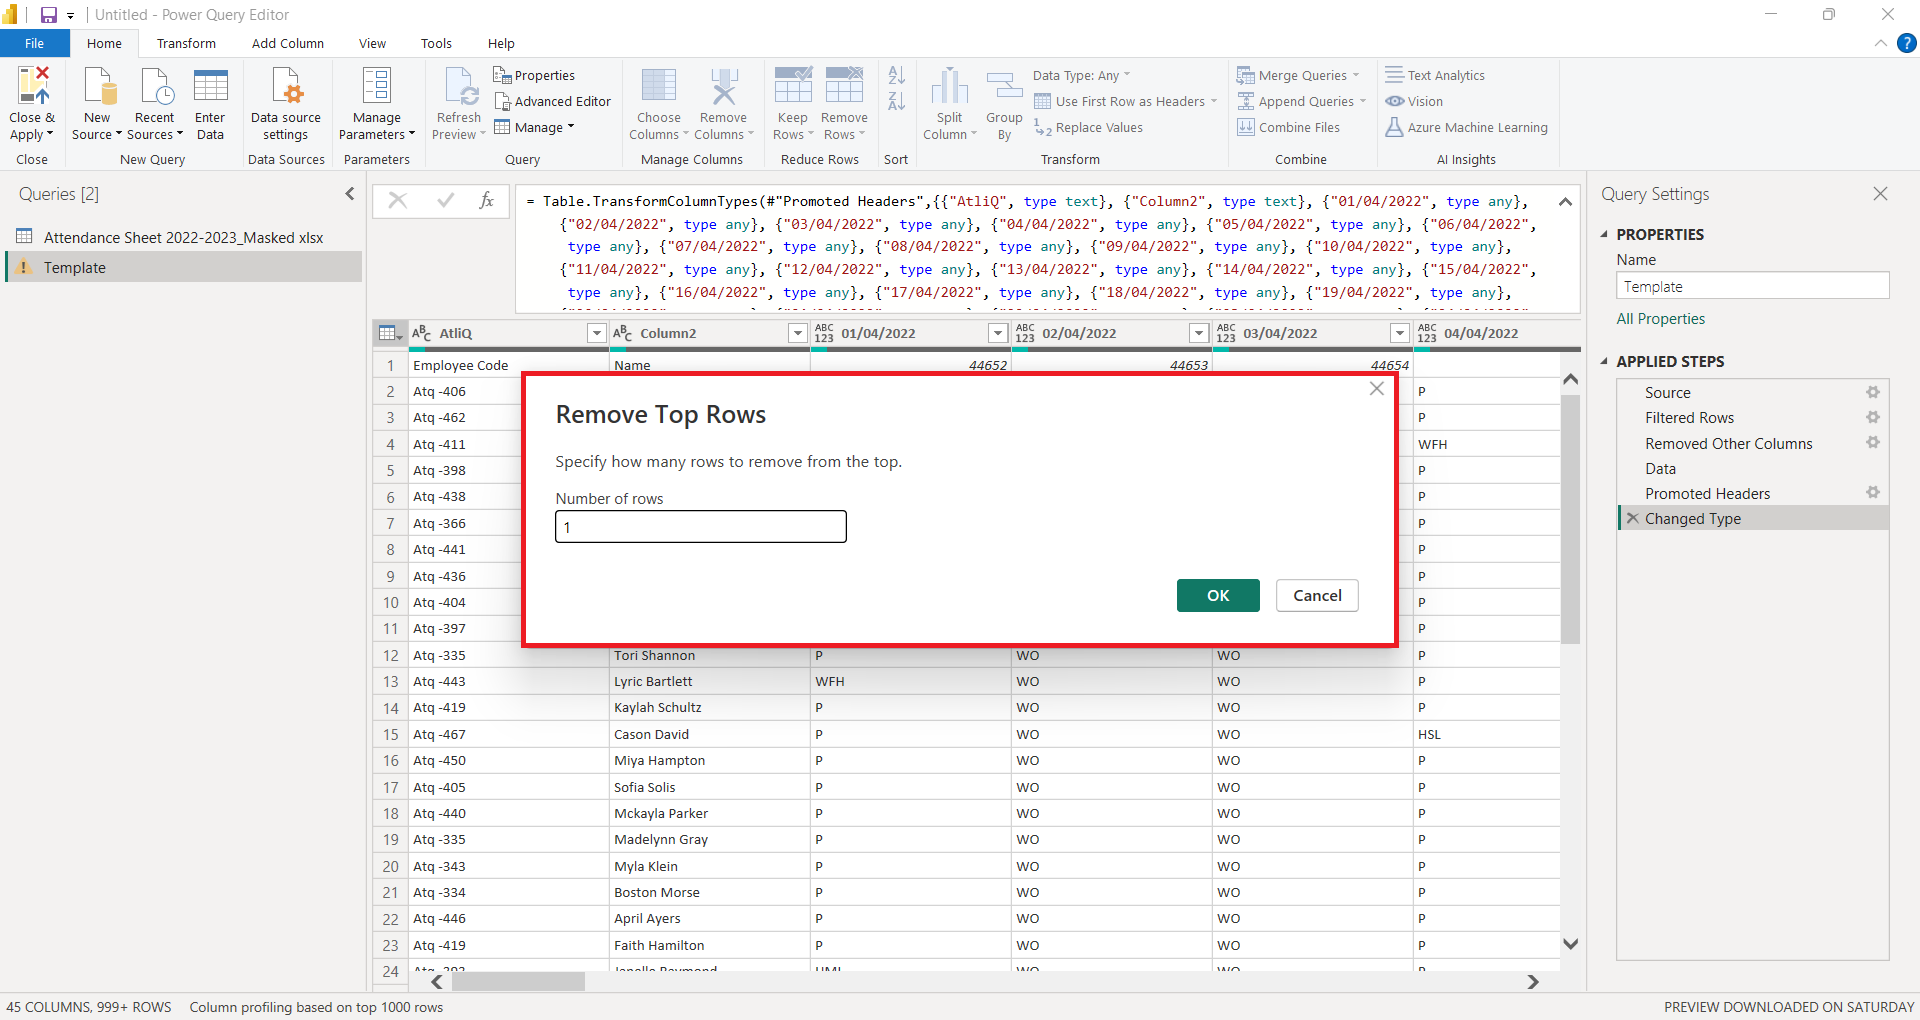 Untitled - Power Query Editor
File Home Transform Add Column View Tools Help
Close & Apply
New Source
Recent Sources
Enter Data
Data source settings
Manage Parameters
Refresh Preview
Properties
Advanced Editor
Manage
Choose Columns
Remove Columns
Keep Rows
Remove Rows
Split Column
Group By
Data Type: Any
Use First Row as Headers
Replace Values
Merge Queries
Append Queries
Combine Files
Text Analytics
Vision
Azure Machine Learning
Close New Query Data Sources Parameters Query Manage Columns Reduce Rows Sort Transform Combine AI Insights
Queries [2]
Attendance Sheet 2022-2023_Masked xlsx
Template
fx
= Table.TransformColumnTypes(#"Promoted Headers",{{"AtliQ", type text}, {"Column2", type text}, {"01/04/2022", type any},
{"02/04/2022", type any}, {"03/04/2022", type any}, {"04/04/2022", type any}, {"05/04/2022", type any}, {"06/04/2022",
type any}, {"07/04/2022", type any}, {"08/04/2022", type any}, {"09/04/2022", type any}, {"10/04/2022", type any},
{"11/04/2022", type any}, {"12/04/2022", type any}, {"13/04/2022", type any}, {"14/04/2022", type any}, {"15/04/2022",
type any}, {"16/04/2022", type any}, {"17/04/2022", type any}, {"18/04/2022", type any}, {"19/04/2022", type any},
ABC AtliQ ABC Column2 ABC 123 01/04/2022 ABC 123 02/04/2022 ABC 123 03/04/2022 ABC 123 04/04/2022
1 Employee Code Name 44652 44653 44654
2 Atq -406 P
3 Atq -462 P
4 Atq -411 WFH
5 Atq -398 P
6 Atq -438 P
7 Atq -366 P
8 Atq -441 P
9 Atq -436 P
10 Atq -404 P
11 Atq -397 P
12 Atq -335 Tori Shannon P WO WO P
13 Atq -443 Lyric Bartlett WFH WO WO P
14 Atq -419 Kaylah Schultz P WO WO P
15 Atq -467 Cason David P WO WO HSL
16 Atq -450 Miya Hampton P WO WO P
17 Atq -405 Sofia Solis P WO WO P
18 Atq -440 Mckayla Parker P WO WO P
19 Atq -335 Madelynn Gray P WO WO P
20 Atq -343 Myla Klein P WO WO P
21 Atq -334 Boston Morse P WO WO P
22 Atq -446 April Ayers P WO WO P
23 Atq -419 Faith Hamilton P WO WO P
24
Remove Top Rows
Specify how many rows to remove from the top.
Number of rows
1
OK Cancel
Query Settings
PROPERTIES
Name
Template
All Properties
APPLIED STEPS
Source
Filtered Rows
Removed Other Columns
Data
Promoted Headers
Changed Type
45 COLUMNS, 999+ ROWS Column profiling based on top 1000 rows
PREVIEW DOWNLOADED ON SATURDAY